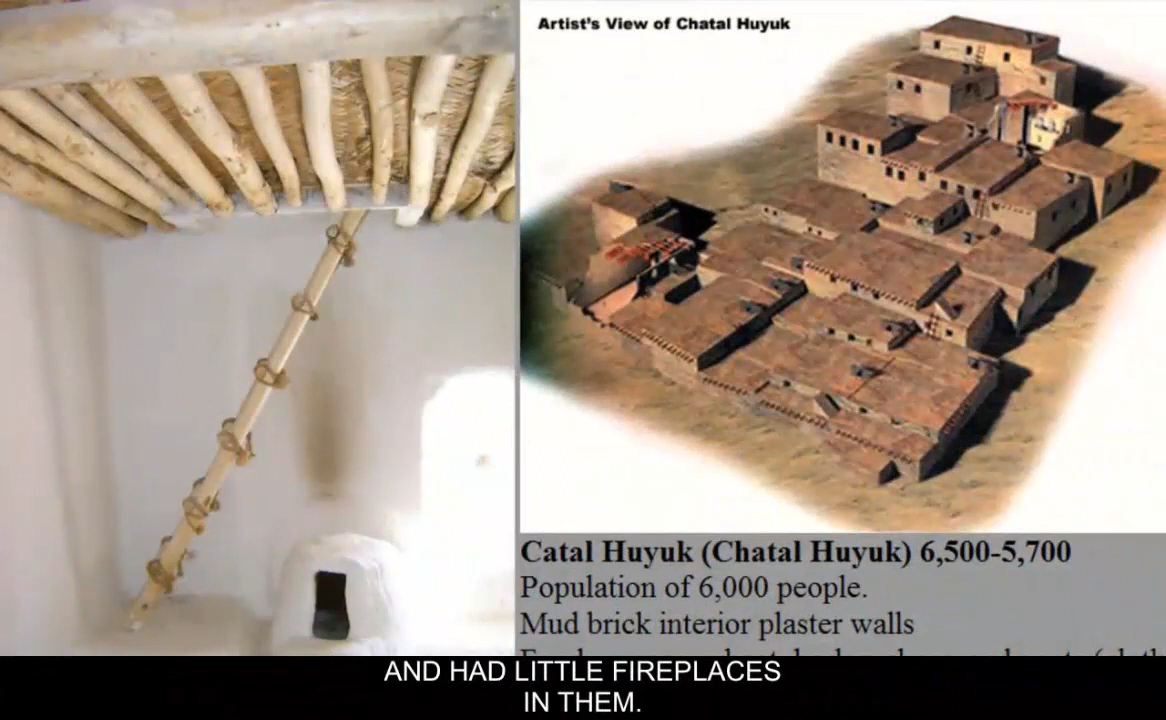 Artist's View of Chatal Huyuk
Catal Huyuk (Chatal Huyuk) 6,500-5,700
Population of 6,000 people.
Mud brick interior plaster walls
AND HAD LITTLE FIREPLACES
IN THEM.